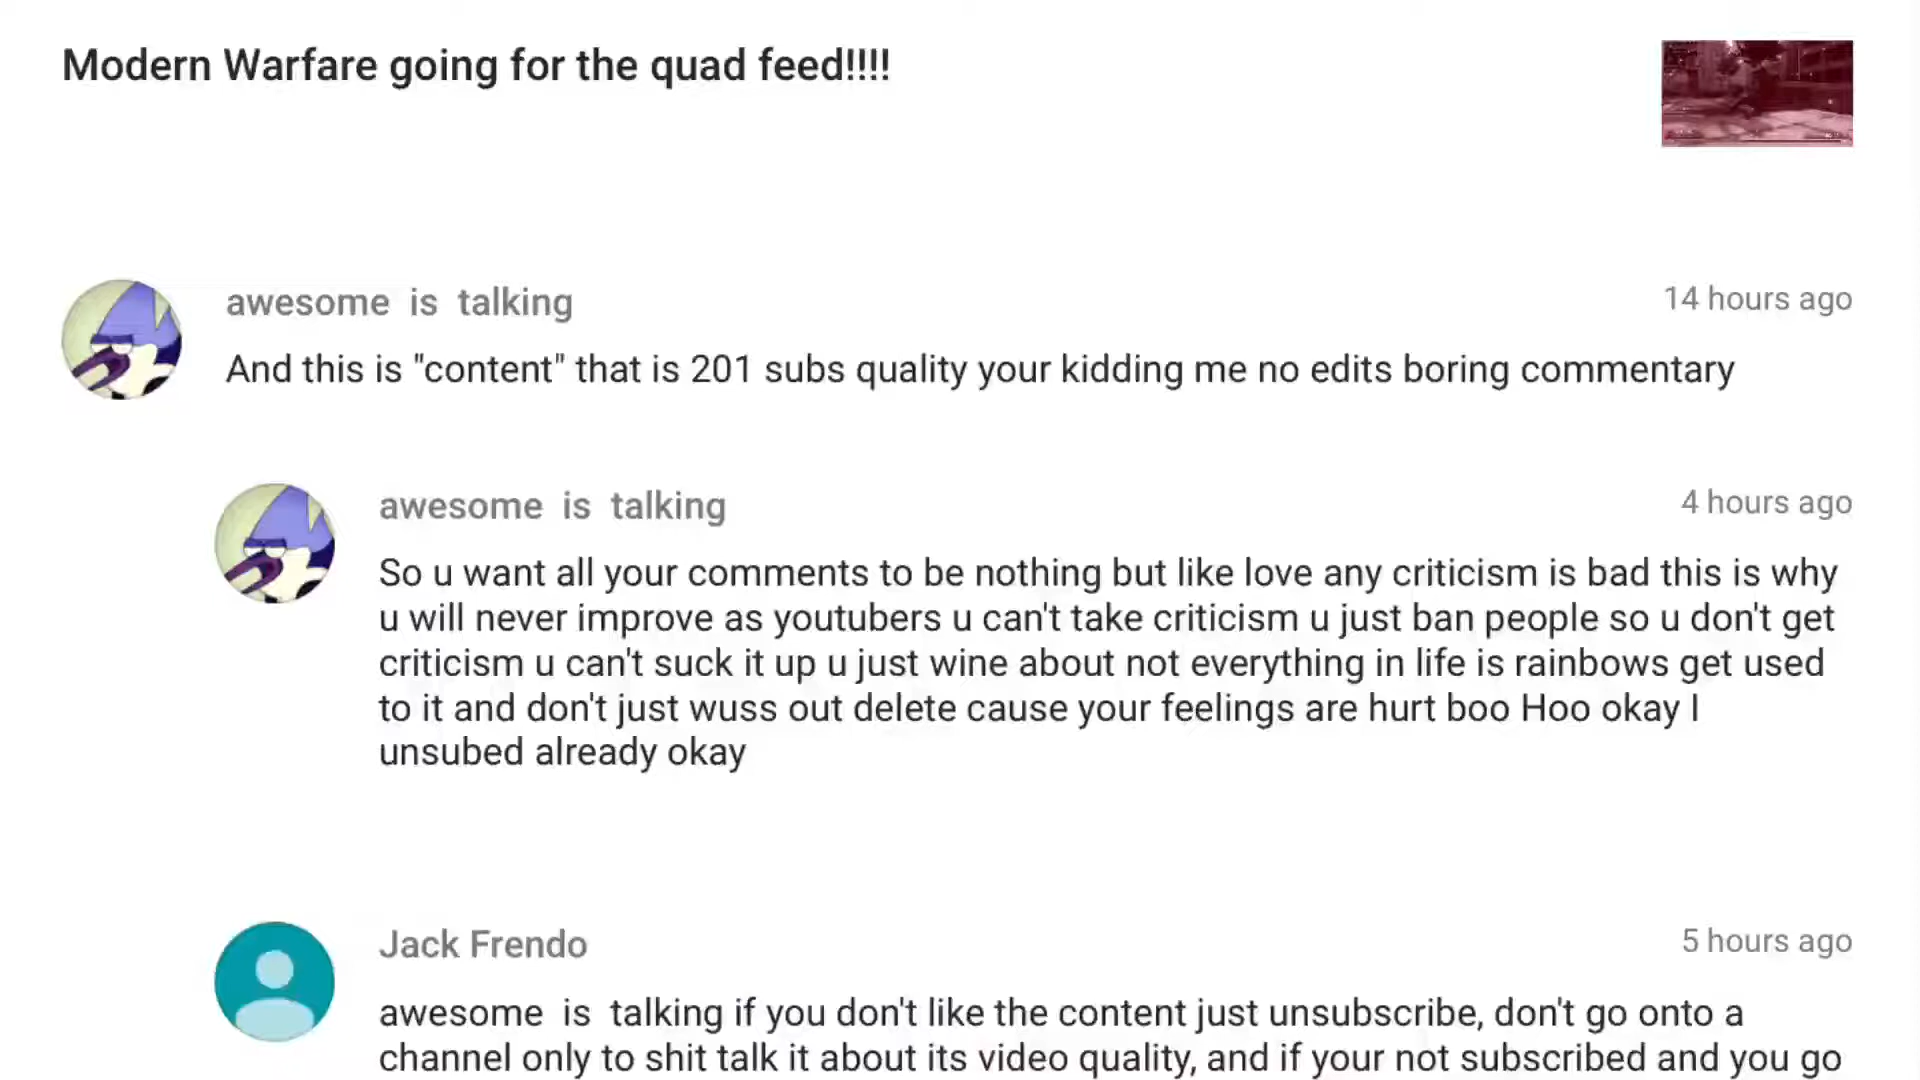 Modern Warfare going for the quad feed!!!!
awesome is talking
14 hours ago
And this is "content" that is 201 subs quality your kidding me no edits boring commentary
awesome is talking
4 hours ago
So u want all your comments to be nothing but like love any criticism is bad this is why
u will never improve as youtubers u can't take criticism u just ban people so u don't get
criticism u can't suck it up u just wine about not everything in life is rainbows get used
to it and don't just wuss out delete cause your feelings are hurt boo Hoo okay I
unsubed already okay
Jack Frendo
5 hours ago
awesome is talking if you don't like the content just unsubscribe, don't go onto a
channel only to shit talk it about its video quality, and if your not subscribed and you go